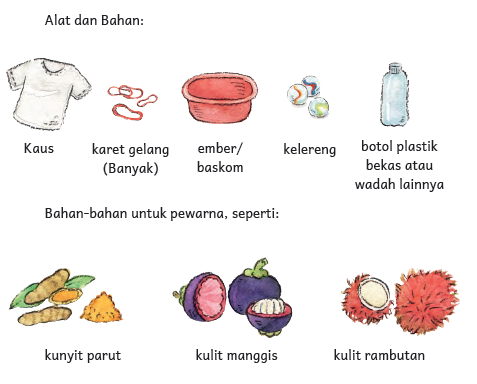 Alat dan Bahan:
Kaus
karet gelang
(Banyak)
ember/
baskom
kelereng
botol plastik
bekas atau
wadah lainnya
Bahan-bahan untuk pewarna, seperti:
kunyit parut
kulit manggis
kulit rambutan